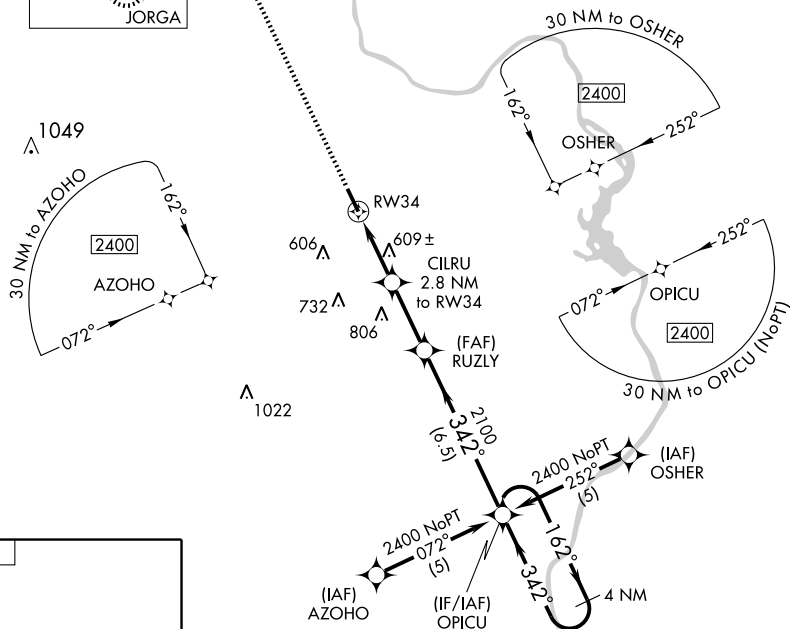 JORGA
30 NM to OSHER
2400
162°
252°
OSHER
1049
30 NM to AZOHO
162°
2400
AZOHO
072°
RW34
606
609±
CILRU
2.8 NM
to RW34
732
806
(FAF)
RUZLY
252°
072°
OPICU
2400
30 NM to OPICU (NoPT)
1022
2100
342°
(6.5)
2400 NoPT
252°
(5)
(IAF)
OSHER
2400 NoPT
072°
(5)
162°
342°
4 NM
(IAF)
AZOHO
(IF/IAF)
OPICU